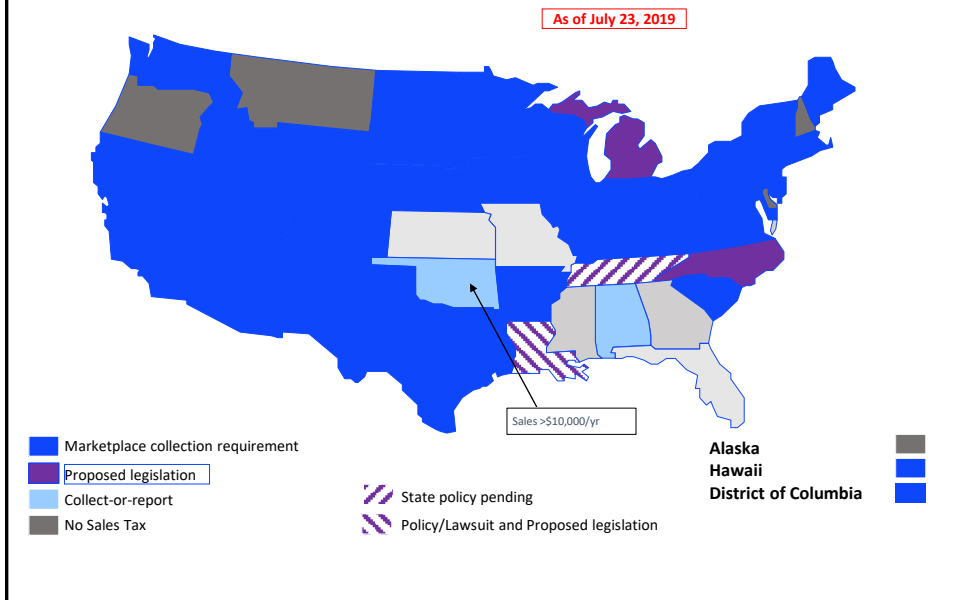 As of July 23, 2019
Sales >$10,000/yr
Marketplace collection requirement
Proposed legislation
Collect-or-report
No Sales Tax
State policy pending
Policy/Lawsuit and Proposed legislation
Alaska
Hawaii
District of Columbia